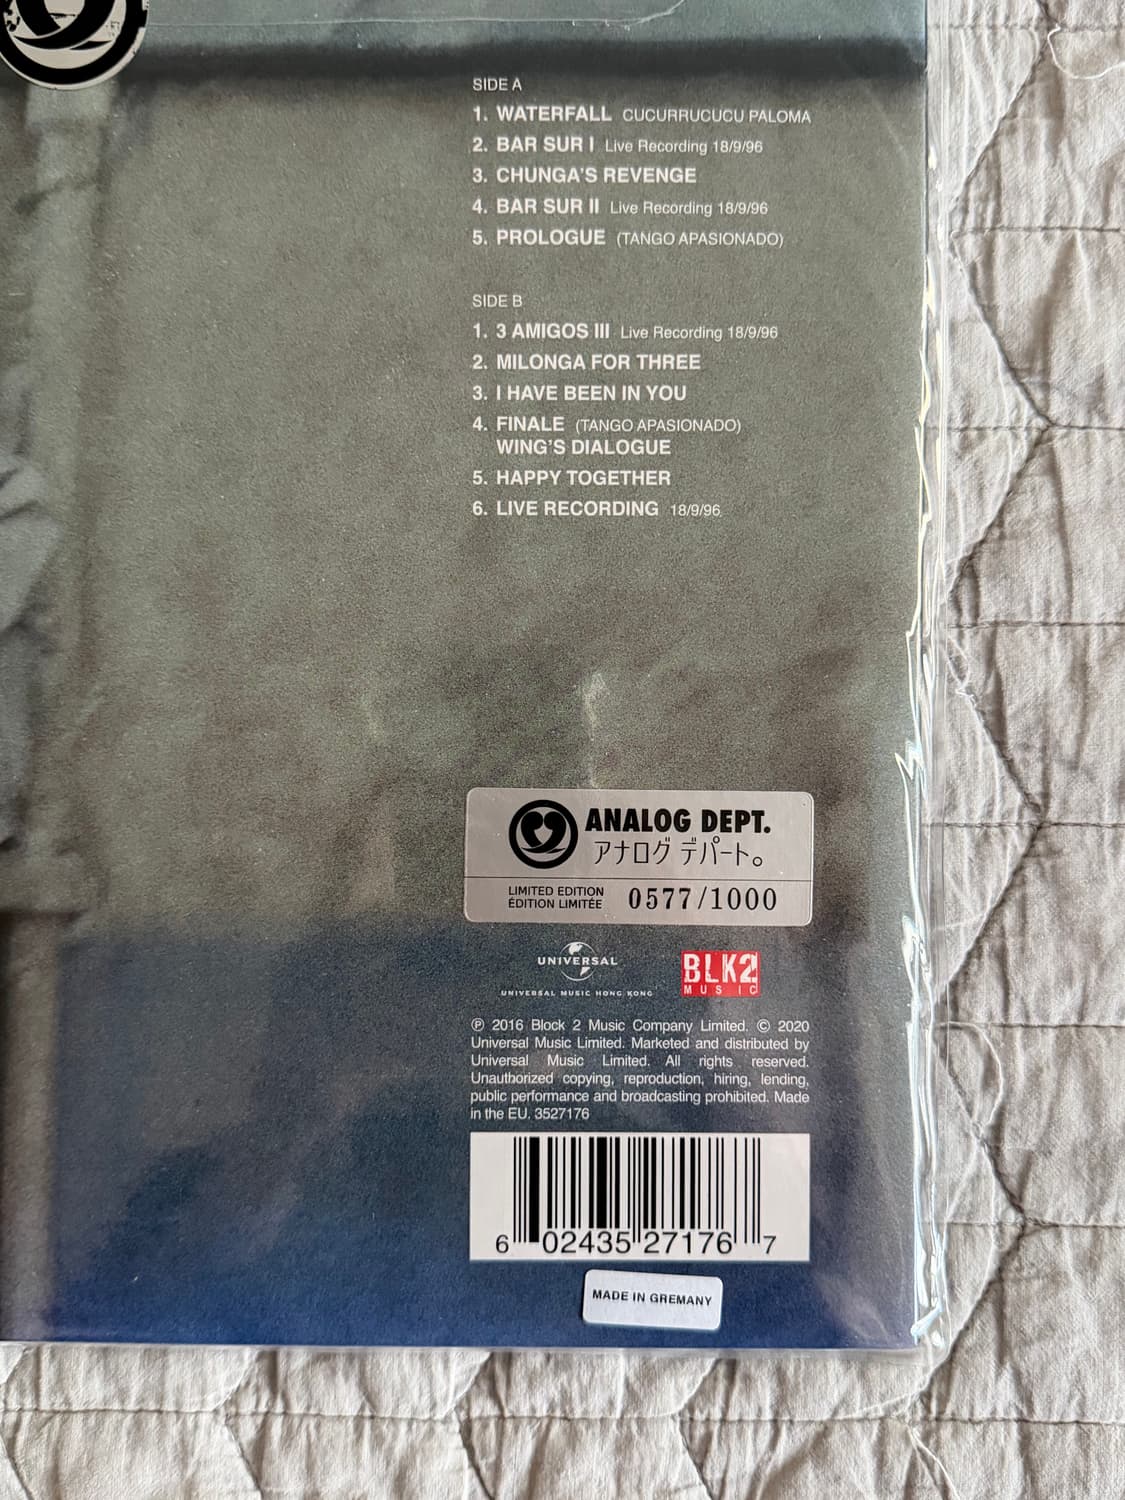 SIDE A
1. WATERFALL CUCURRUCUCU PALOMA
2. BAR SUR I Live Recording 18/9/96
3. CHUNGA'S REVENGE
4. BAR SUR II Live Recording 18/9/96
5. PROLOGUE (TANGO APASIONADO)
SIDE B
1. 3 AMIGOS III Live Recording 18/9/96
2. MILONGA FOR THREE
3. I HAVE BEEN IN YOU
4. FINALE (TANGO APASIONADO)
WING'S DIALOGUE
5. HAPPY TOGETHER
6. LIVE RECORDING 18/9/96
ANALOG DEPT.
アナログ デパート。
LIMITED EDITION
ÉDITION LIMITÉE 0577/1000
UNIVERSAL
UNIVERSAL MUSIC HONG KONG
BLK2
MUSIC
℗ 2016 Block 2 Music Company Limited. © 2020
Universal Music Limited. Marketed and distributed by
Universal Music Limited. All rights reserved.
Unauthorized copying, reproduction, hiring, lending,
public performance and broadcasting prohibited. Made
in the EU. 3527176
6 02435 27176 7
MADE IN GREMANY